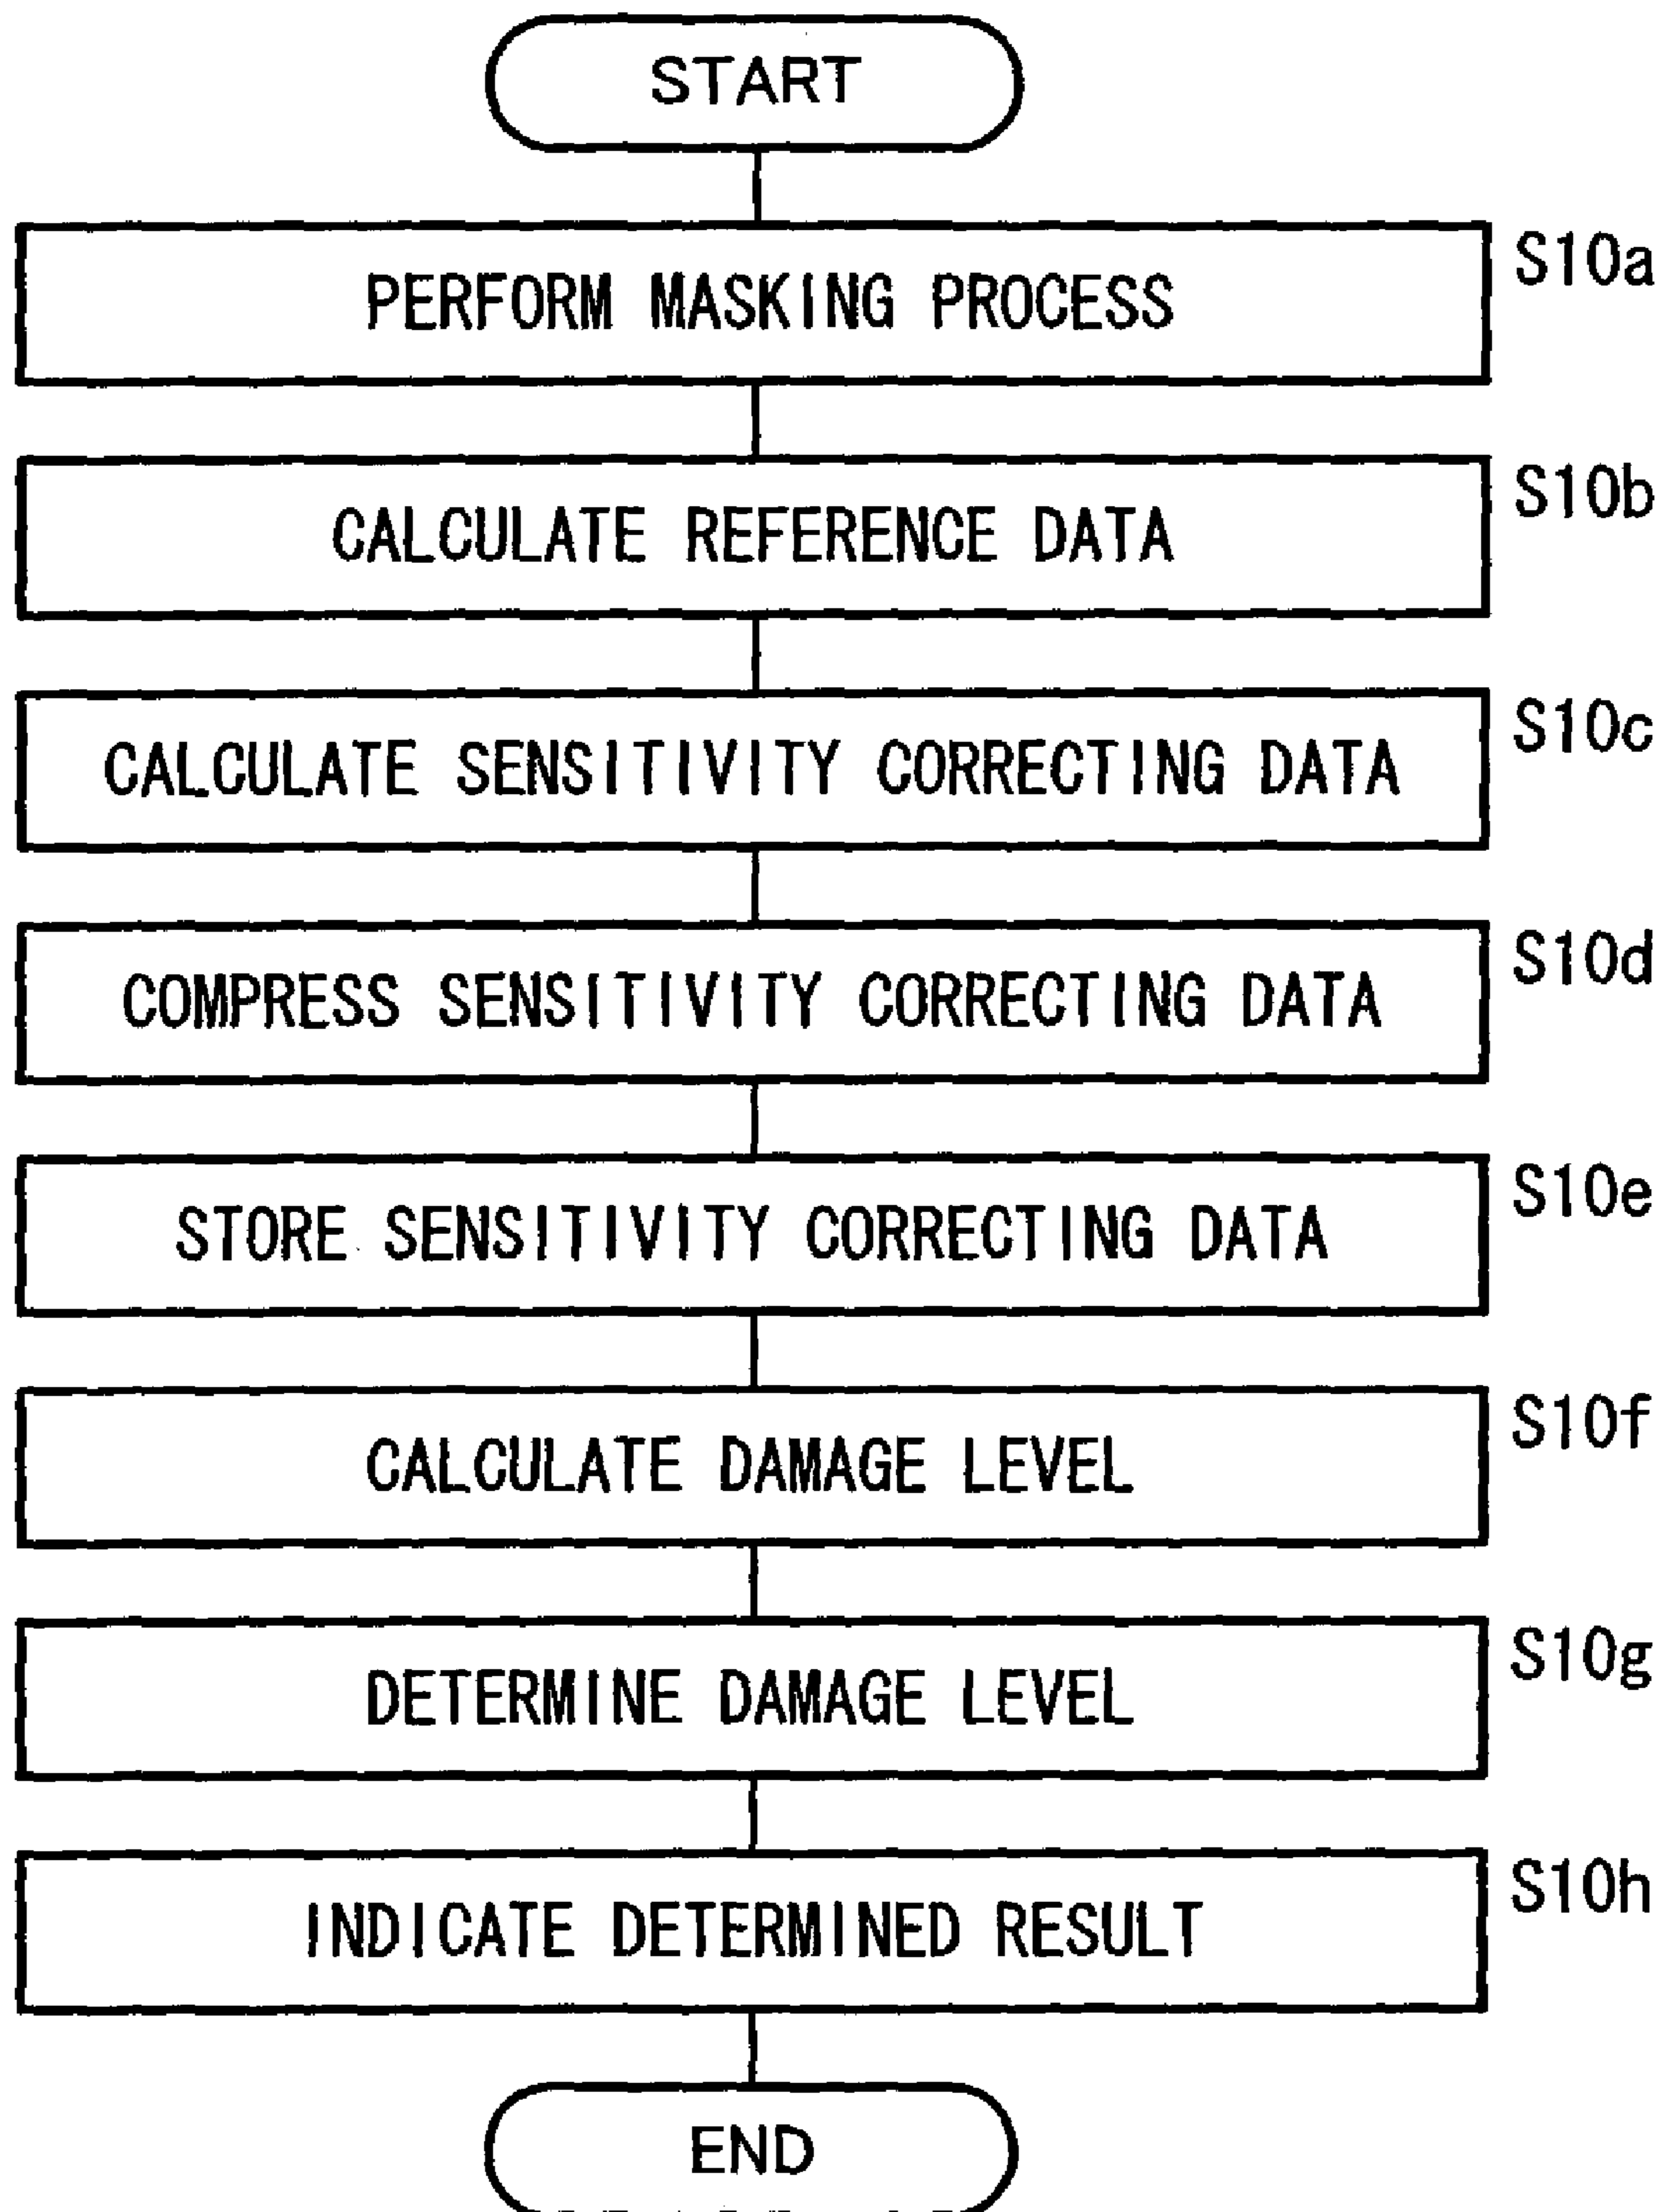 START
PERFORM MASKING PROCESS
S10a
CALCULATE REFERENCE DATA
S10b
CALCULATE SENSITIVITY CORRECTING DATA
S10c
COMPRESS SENSITIVITY CORRECTING DATA
S10d
STORE SENSITIVITY CORRECTING DATA
S10e
CALCULATE DAMAGE LEVEL
S10f
DETERMINE DAMAGE LEVEL
S10g
INDICATE DETERMINED RESULT
S10h
END